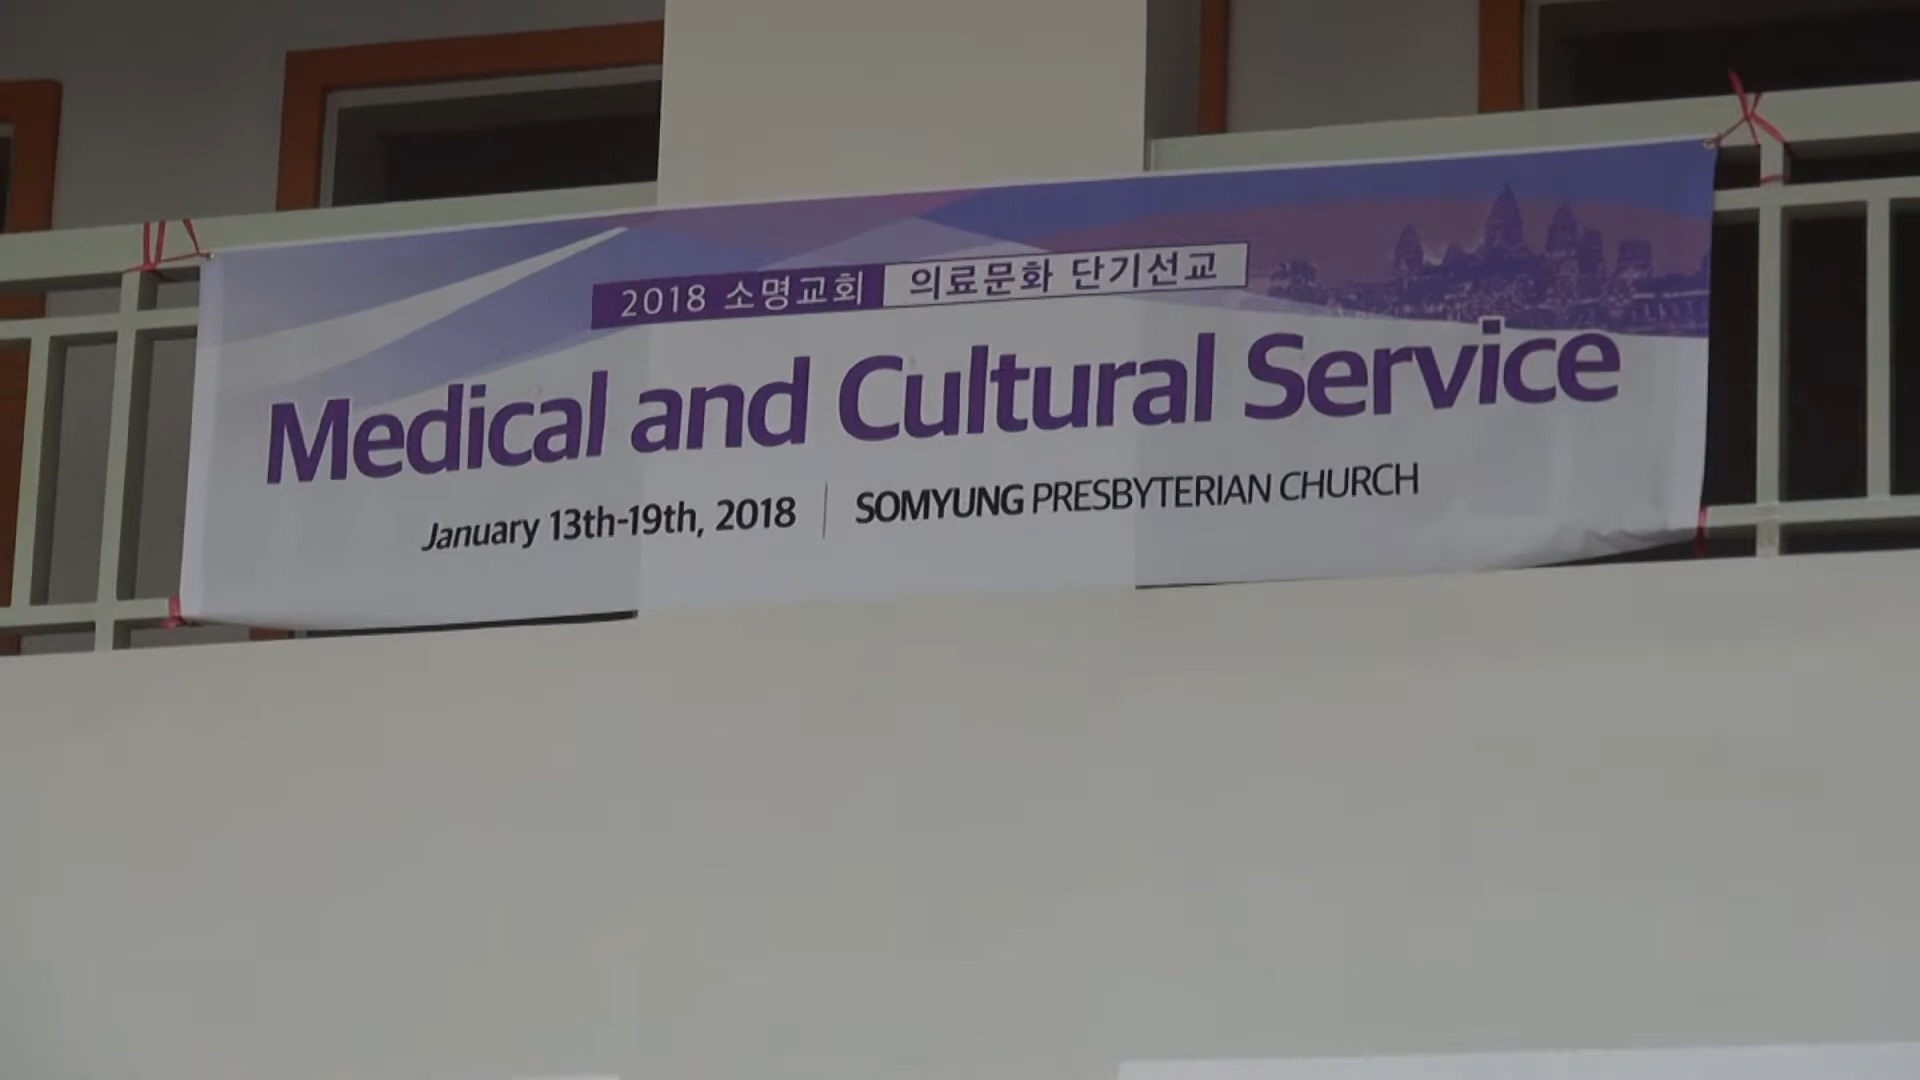 2018 소명교회 의료문화 단기선교
Medical and Cultural Service
January 13th-19th, 2018 | SOMYUNG PRESBYTERIAN CHURCH